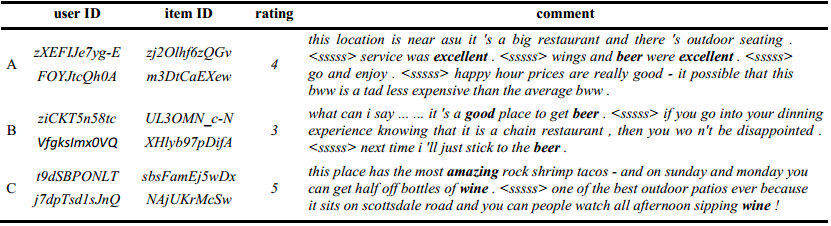 user ID item ID rating comment
this location is near asu it 's a big restaurant and there 's outdoor seating .
zXEFIJe7yg-E zj2Olhf6zQGv <sssss> service was excellent . <sssss> wings and beer were excellent . <sssss>
A 4
FOYJtcQh0A m3DtCaEXew go and enjoy . <sssss> happy hour prices are really good - it possible that this
bww is a tad less expensive than the average bww .
ziCKT5n58tc UL3OMN_c-N what can i say ... ... it 's a good place to get beer . <sssss> if you go into your dinning
B 3 experience knowing that it is a chain restaurant , then you wo n't be disappointed .
VfgksImx0VQ XHlyb97pDifA <sssss> next time i 'll just stick to the beer .
t9dSBPONLT sbsFamEj5wDx this place has the most amazing rock shrimp tacos - and on sunday and monday you
C 5 can get half off bottles of wine . <sssss> one of the best outdoor patios ever because
j7dpTsd1sJnQ NAjUKrMcSw it sits on scottsdale road and you can people watch all afternoon sipping wine !